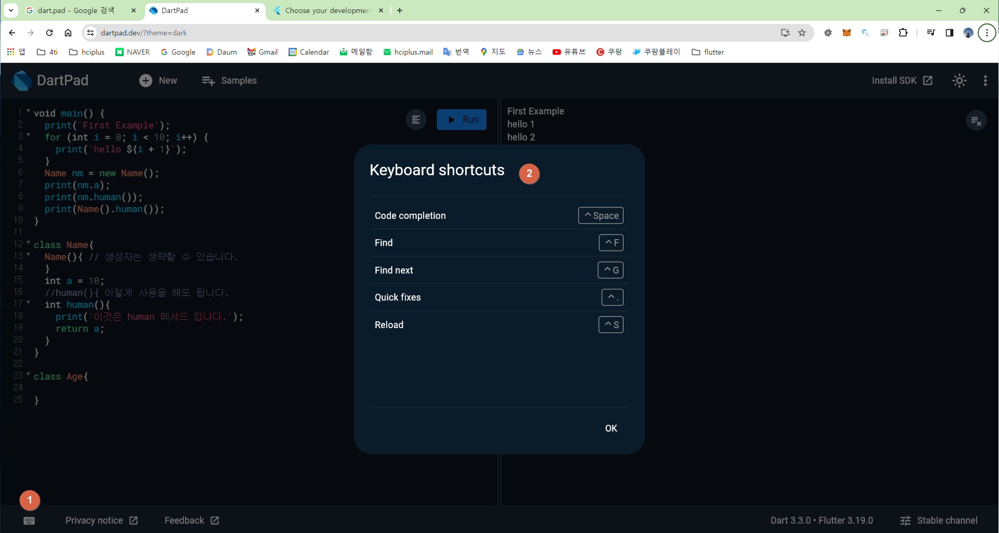 dart.pad - Google 검색
DartPad
Choose your development
dartpad.dev/?theme=dark
앱 4ti hciplus NAVER Google Daum Gmail Calendar 메일함 hciplus.mail 번역 지도 뉴스 유튜브 쿠팡 쿠팡플레이 flutter
DartPad New Samples Install SDK
1 void main() {
2 print('First Example');
3 for (int i = 0; i < 10; i++) {
4 print('hello ${i + 1}');
5 }
6 Name nm = new Name();
7 print(nm.a);
8 print(nm.human());
9 print(Name().human());
10 }
11
12 class Name{
13 Name(){ // 생성자는 생략할 수 있습니다.
14 }
15 int a = 10;
16 //human(){ 이렇게 사용을 해도 됩니다.
17 int human(){
18 print('이것은 human 메서드 입니다.');
19 return a;
20 }
21 }
22
23 class Age{
24
25 }
Run
First Example
hello 1
hello 2
Keyboard shortcuts 2
Code completion ^ Space
Find ^ F
Find next ^ G
Quick fixes ^ .
Reload ^ S
OK
1
Privacy notice Feedback Dart 3.3.0 • Flutter 3.19.0 Stable channel